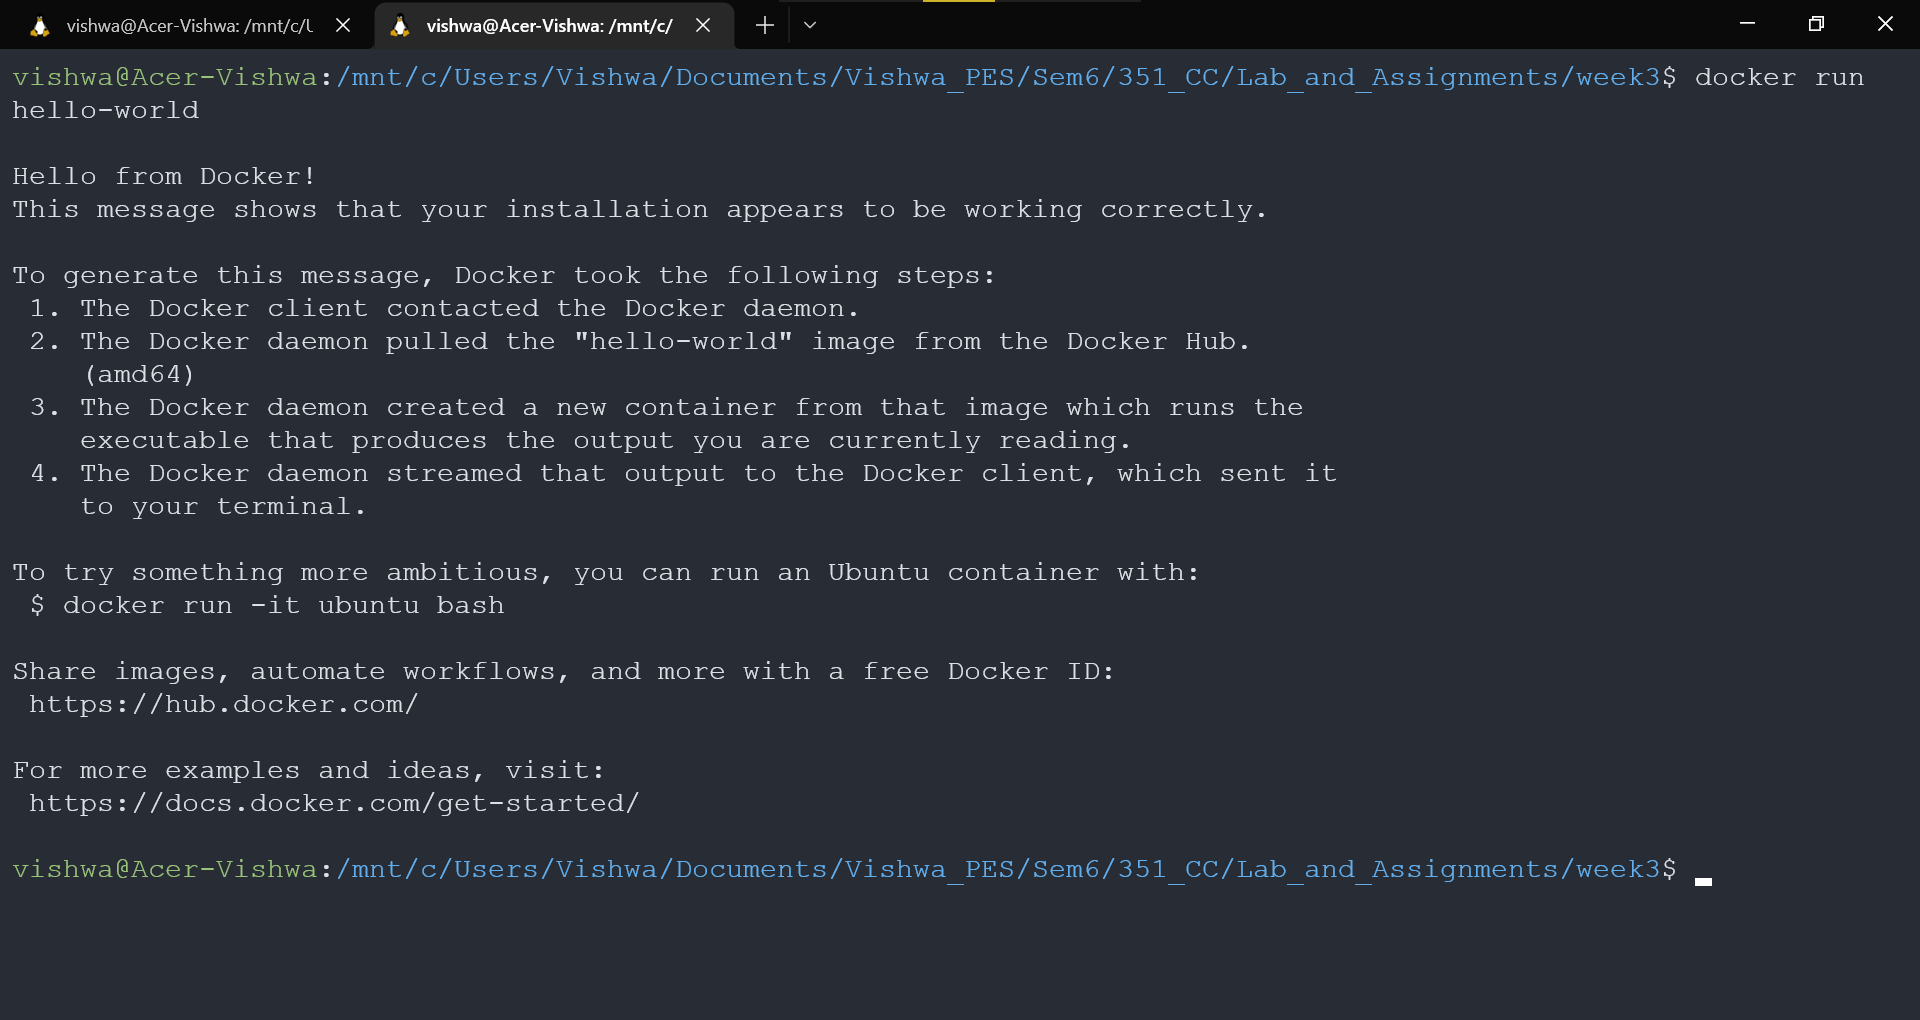 vishwa@Acer-Vishwa: /mnt/c/U
vishwa@Acer-Vishwa: /mnt/c/
vishwa@Acer-Vishwa:/mnt/c/Users/Vishwa/Documents/Vishwa_PES/Sem6/351_CC/Lab_and_Assignments/week3$ docker run
hello-world
Hello from Docker!
This message shows that your installation appears to be working correctly.
To generate this message, Docker took the following steps:
1. The Docker client contacted the Docker daemon.
2. The Docker daemon pulled the "hello-world" image from the Docker Hub.
(amd64)
3. The Docker daemon created a new container from that image which runs the
executable that produces the output you are currently reading.
4. The Docker daemon streamed that output to the Docker client, which sent it
to your terminal.
To try something more ambitious, you can run an Ubuntu container with:
$ docker run -it ubuntu bash
Share images, automate workflows, and more with a free Docker ID:
https://hub.docker.com/
For more examples and ideas, visit:
https://docs.docker.com/get-started/
vishwa@Acer-Vishwa:/mnt/c/Users/Vishwa/Documents/Vishwa_PES/Sem6/351_CC/Lab_and_Assignments/week3$